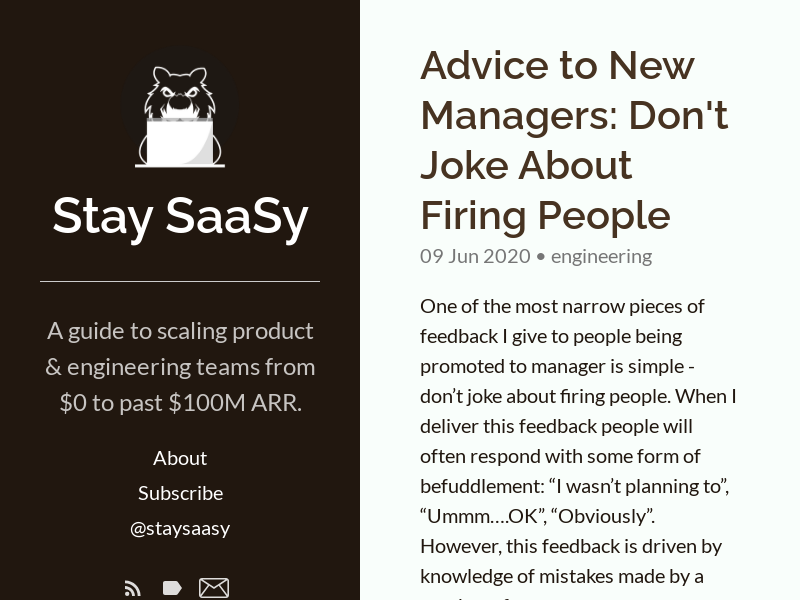 Stay SaaSy
A guide to scaling product
& engineering teams from
$0 to past $100M ARR.
About
Subscribe
@staysaasy
Advice to New
Managers: Don't
Joke About
Firing People
09 Jun 2020 • engineering
One of the most narrow pieces of
feedback I give to people being
promoted to manager is simple -
don’t joke about firing people. When I
deliver this feedback people will
often respond with some form of
befuddlement: “I wasn’t planning to”,
“Ummm….OK”, “Obviously”.
However, this feedback is driven by
knowledge of mistakes made by a